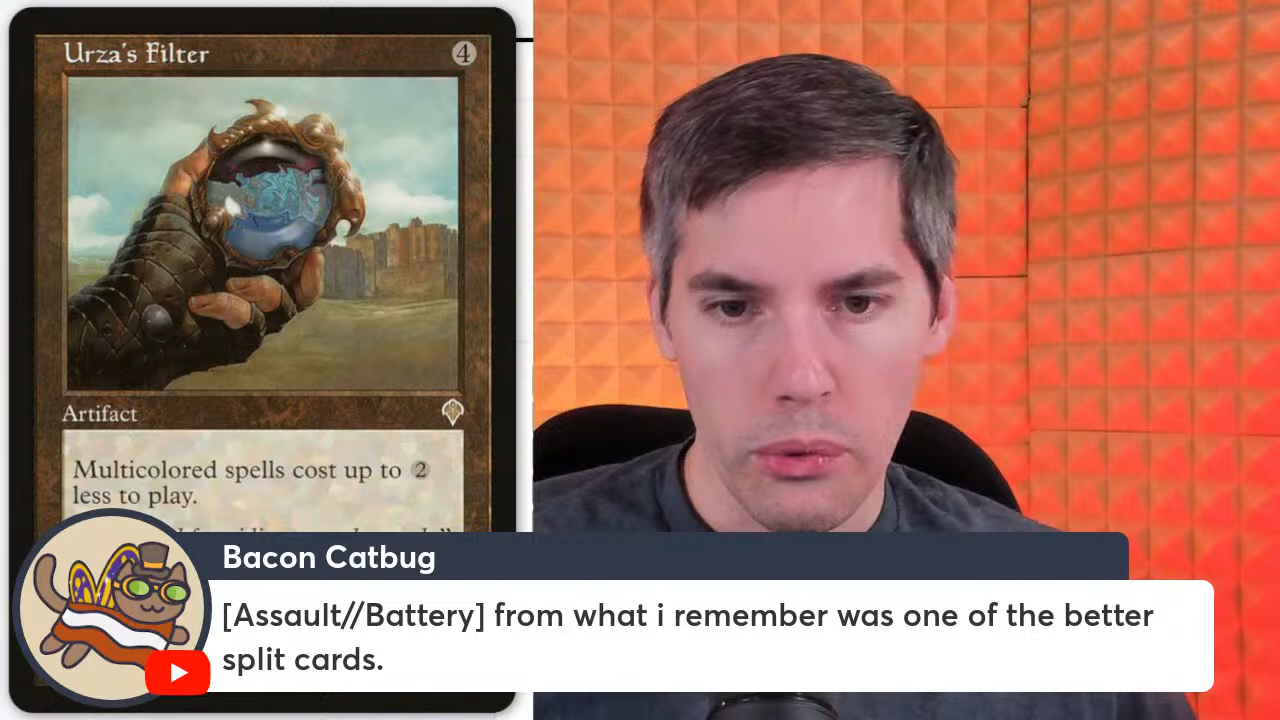 Urza's Filter 4
Artifact
Multicolored spells cost up to 2
less to play.
Bacon Catbug
[Assault//Battery] from what i remember was one of the better
split cards.